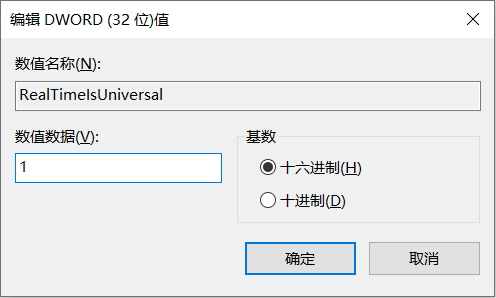 编辑 DWORD (32 位)值
数值名称(N):
RealTimeIsUniversal
数值数据(V):
1
基数
十六进制(H)
十进制(D)
确定
取消